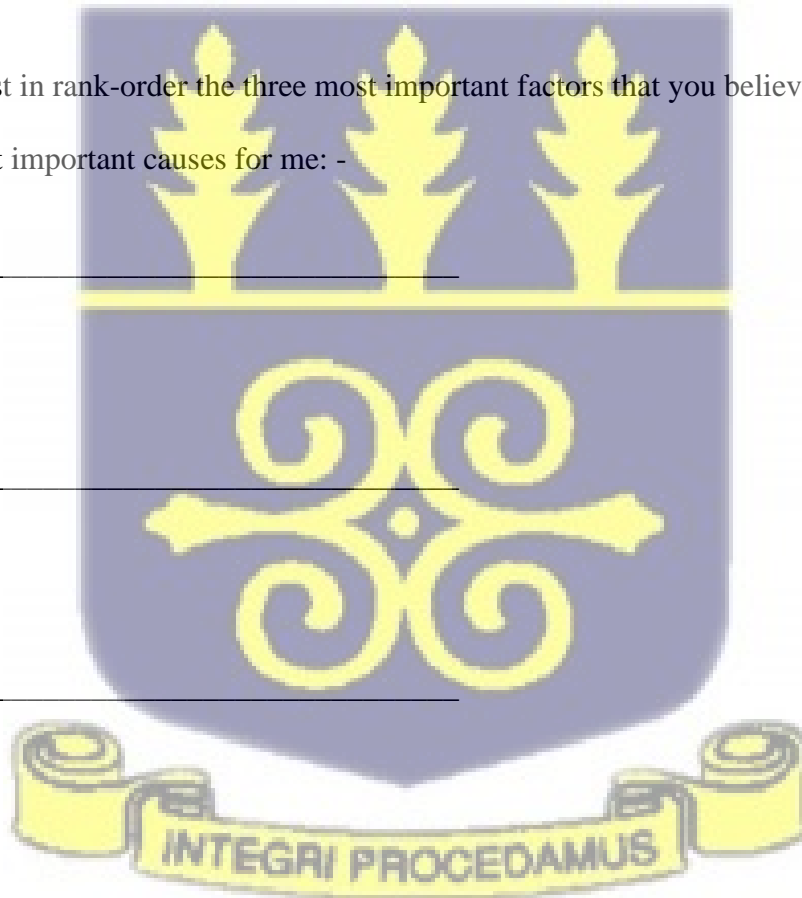 st in rank-order the three most important factors that you believ
t important causes for me: -
INTEGRI PROCEDAMUS